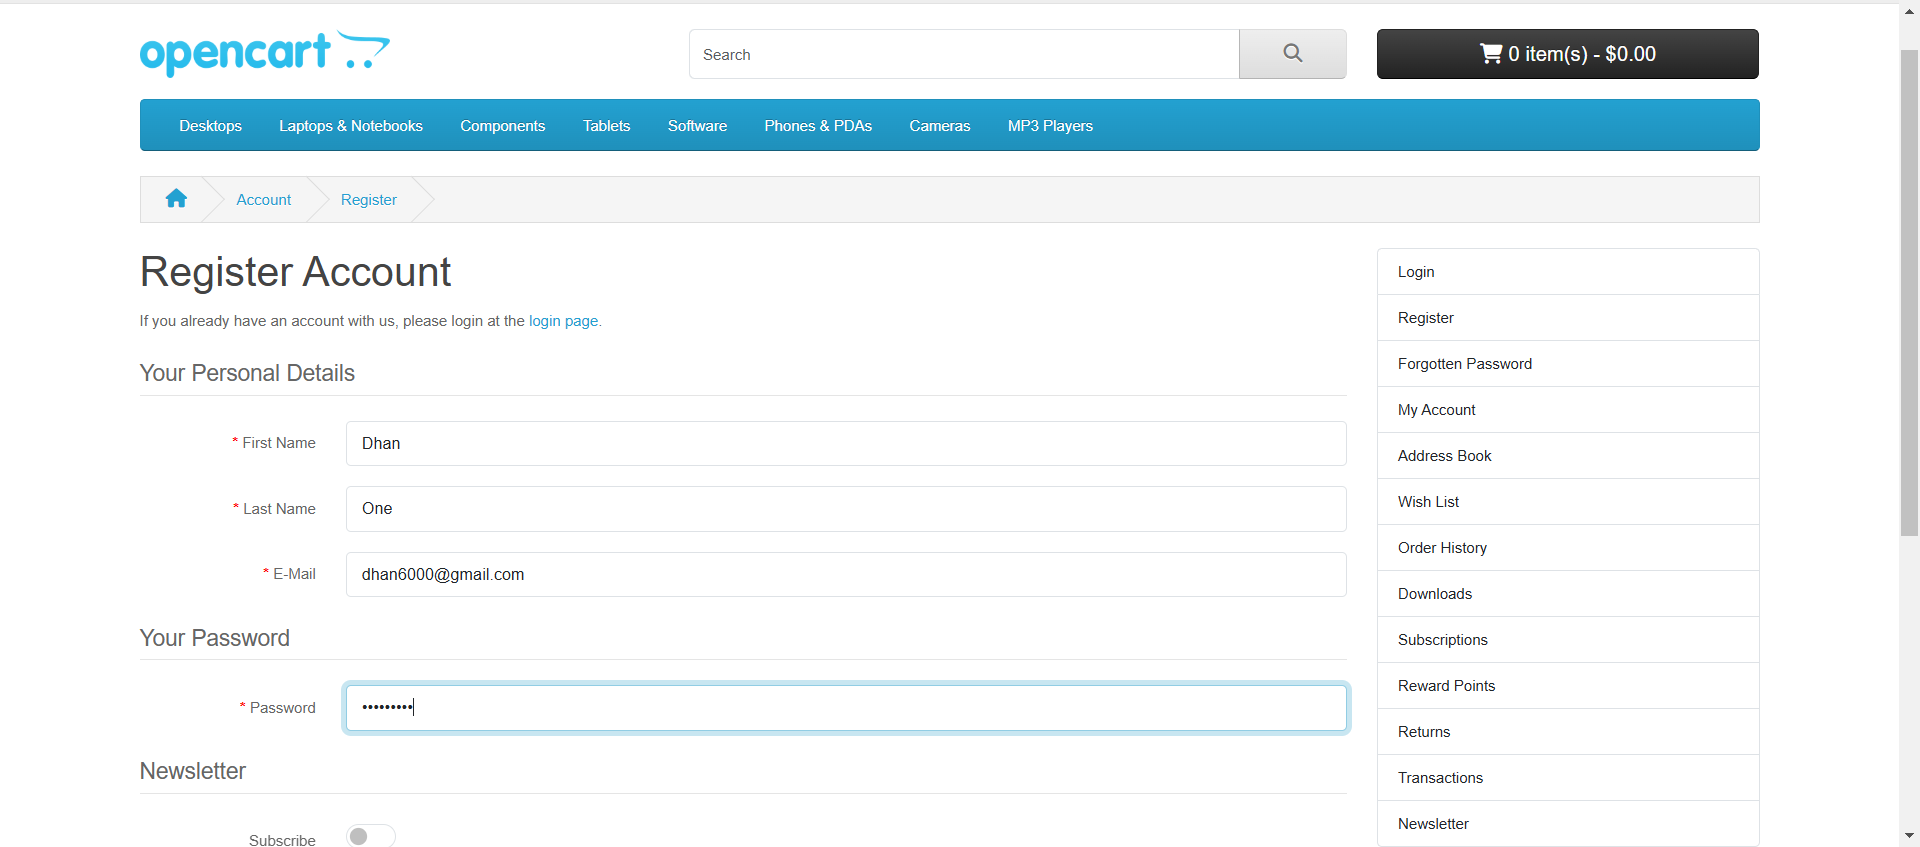 opencart
Search
0 item(s) - $0.00
Desktops Laptops & Notebooks Components Tablets Software Phones & PDAs Cameras MP3 Players
Account Register
Register Account
If you already have an account with us, please login at the login page.
Your Personal Details
* First Name Dhan
* Last Name One
* E-Mail dhan6000@gmail.com
Your Password
* Password •••••••••
Newsletter
Subscribe
Login
Register
Forgotten Password
My Account
Address Book
Wish List
Order History
Downloads
Subscriptions
Reward Points
Returns
Transactions
Newsletter